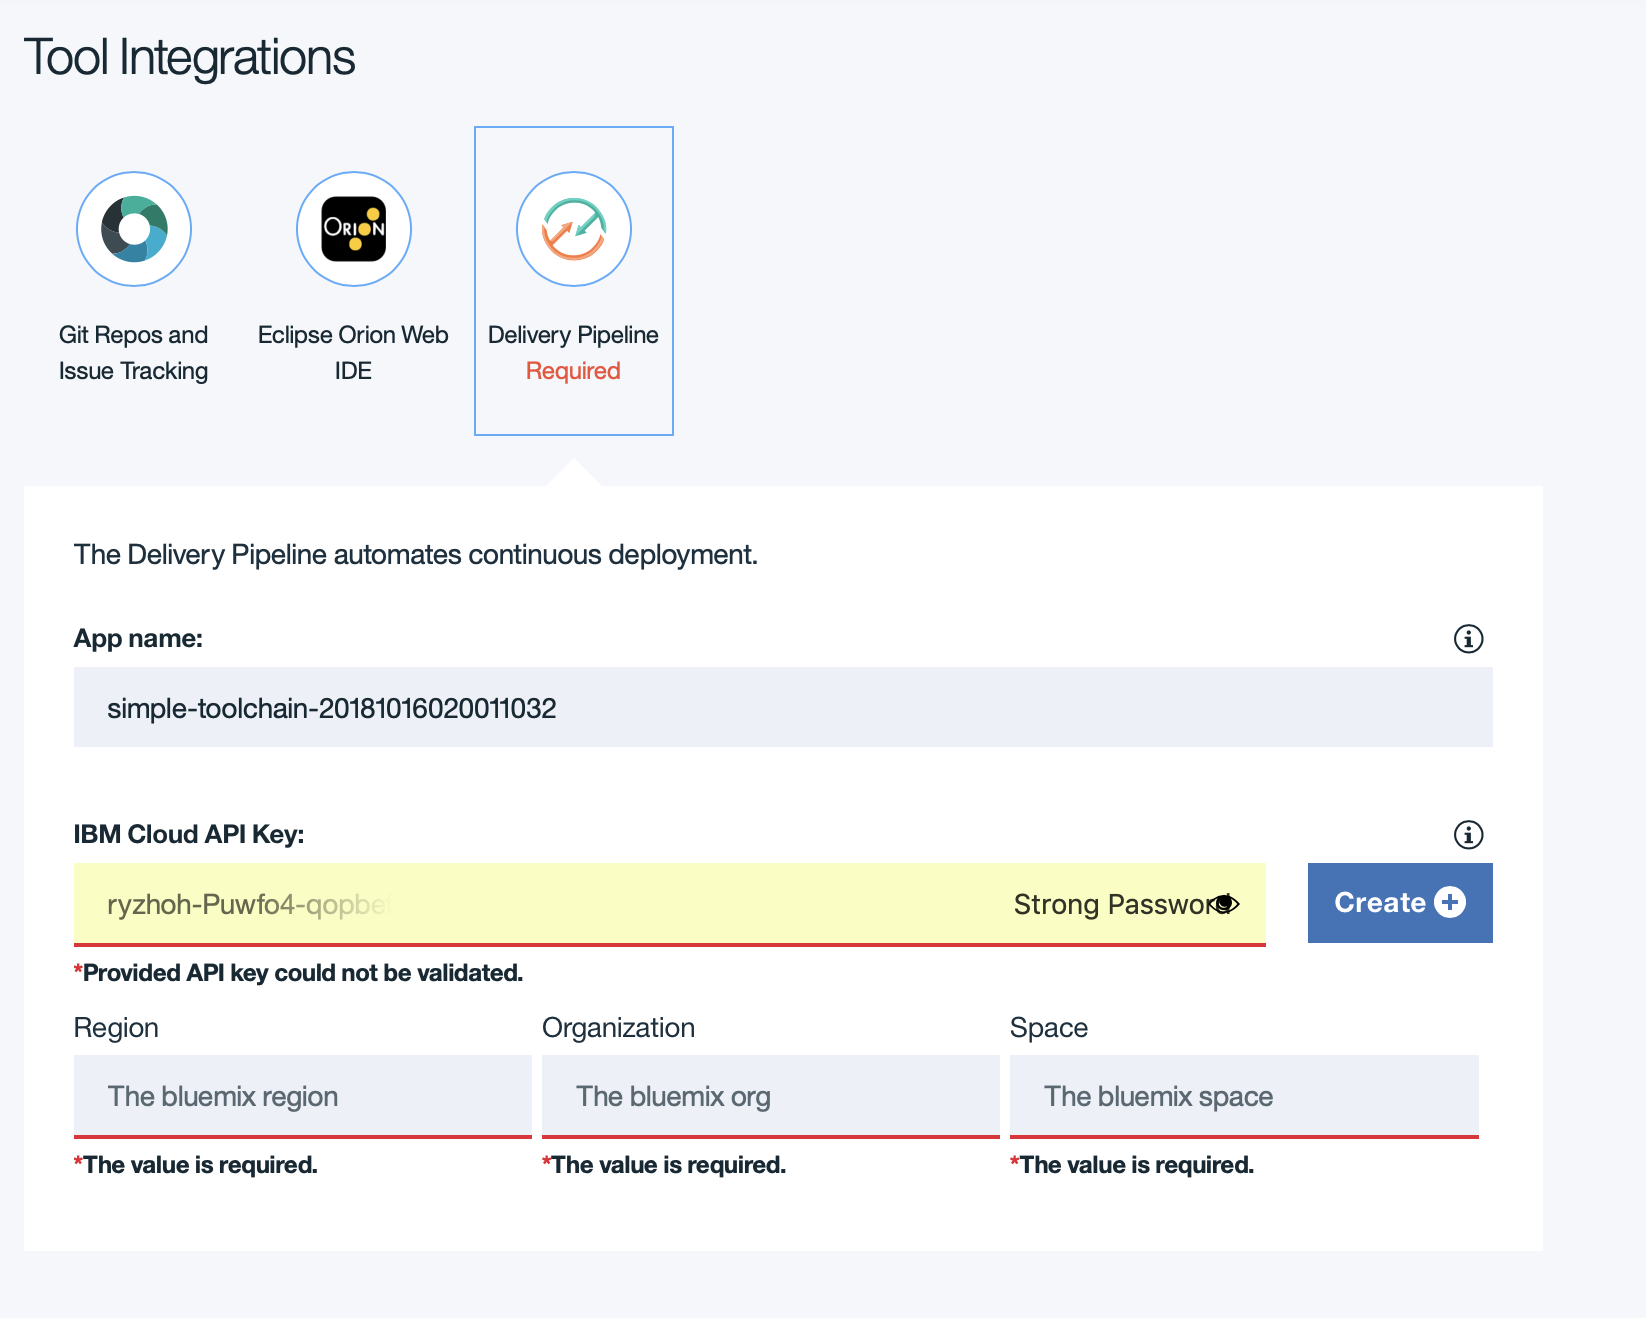 Tool Integrations
ORION
Git Repos and
Issue Tracking
Eclipse Orion Web
IDE
Delivery Pipeline
Required
The Delivery Pipeline automates continuous deployment.
App name:
simple-toolchain-20181016020011032
IBM Cloud API Key:
ryzhoh-Puwfo4-qopbe
Strong Password
Create
*Provided API key could not be validated.
Region
Organization
Space
The bluemix region
The bluemix org
The bluemix space
*The value is required.
*The value is required.
*The value is required.